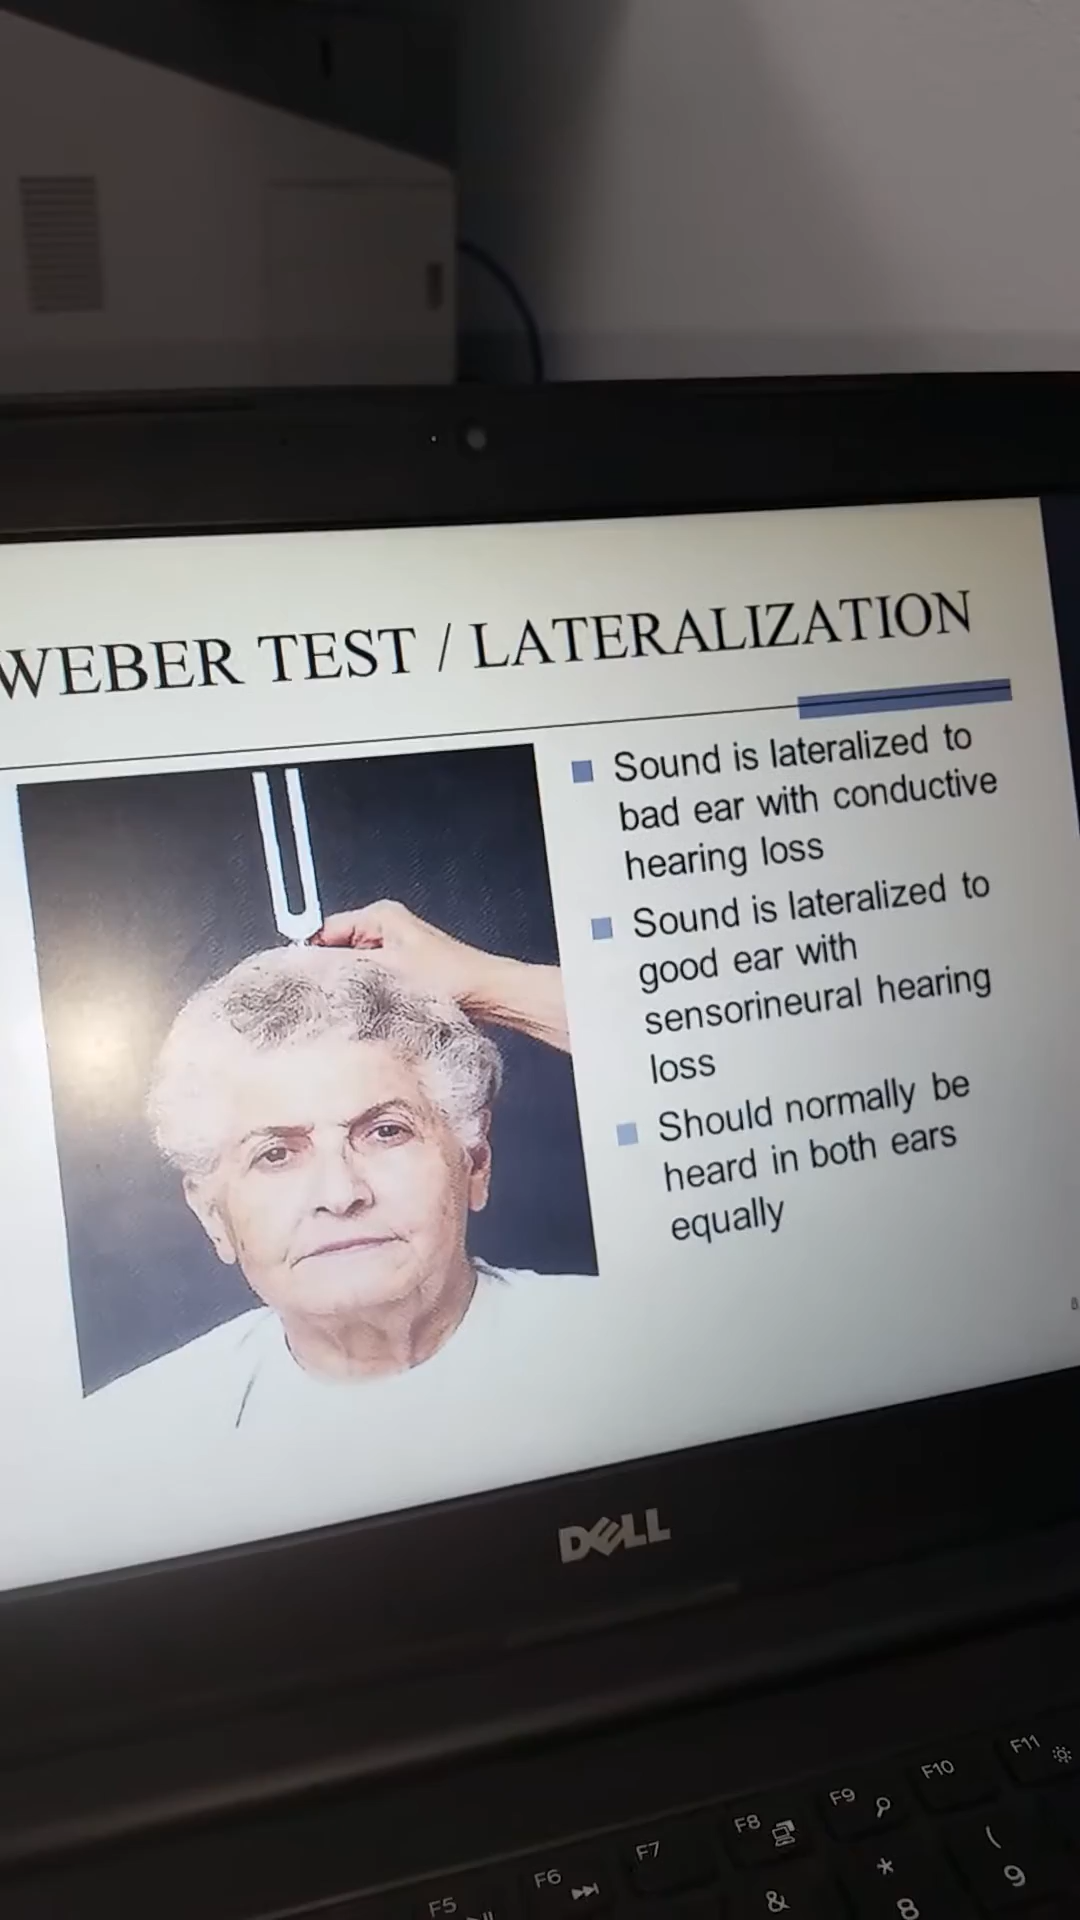 WEBER TEST / LATERALIZATION
Sound is lateralized to
bad ear with conductive
hearing loss
Sound is lateralized to
good ear with
sensorineural hearing
loss
Should normally be
heard in both ears
equally
DELL
F5
F6
F7
F8
F9
F10
F11
&
*
8
(
9